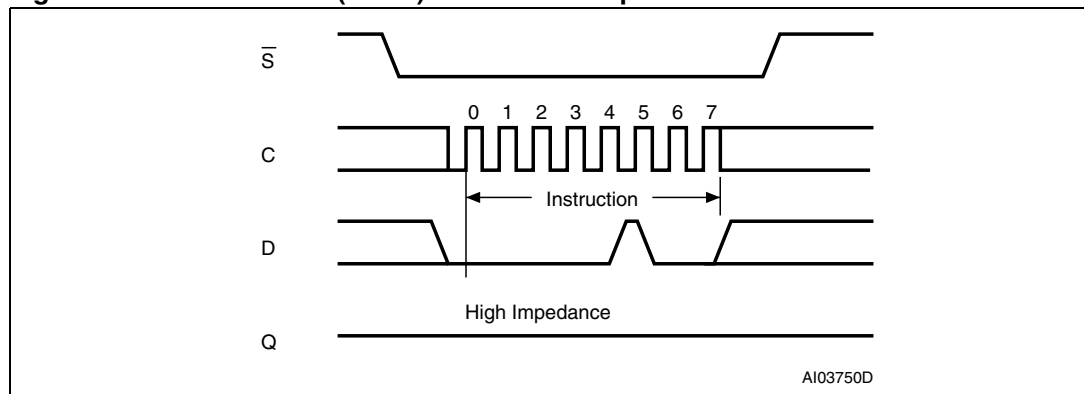 S̅
0 1 2 3 4 5 6 7
C
Instruction
D
High Impedance
Q
AI03750D